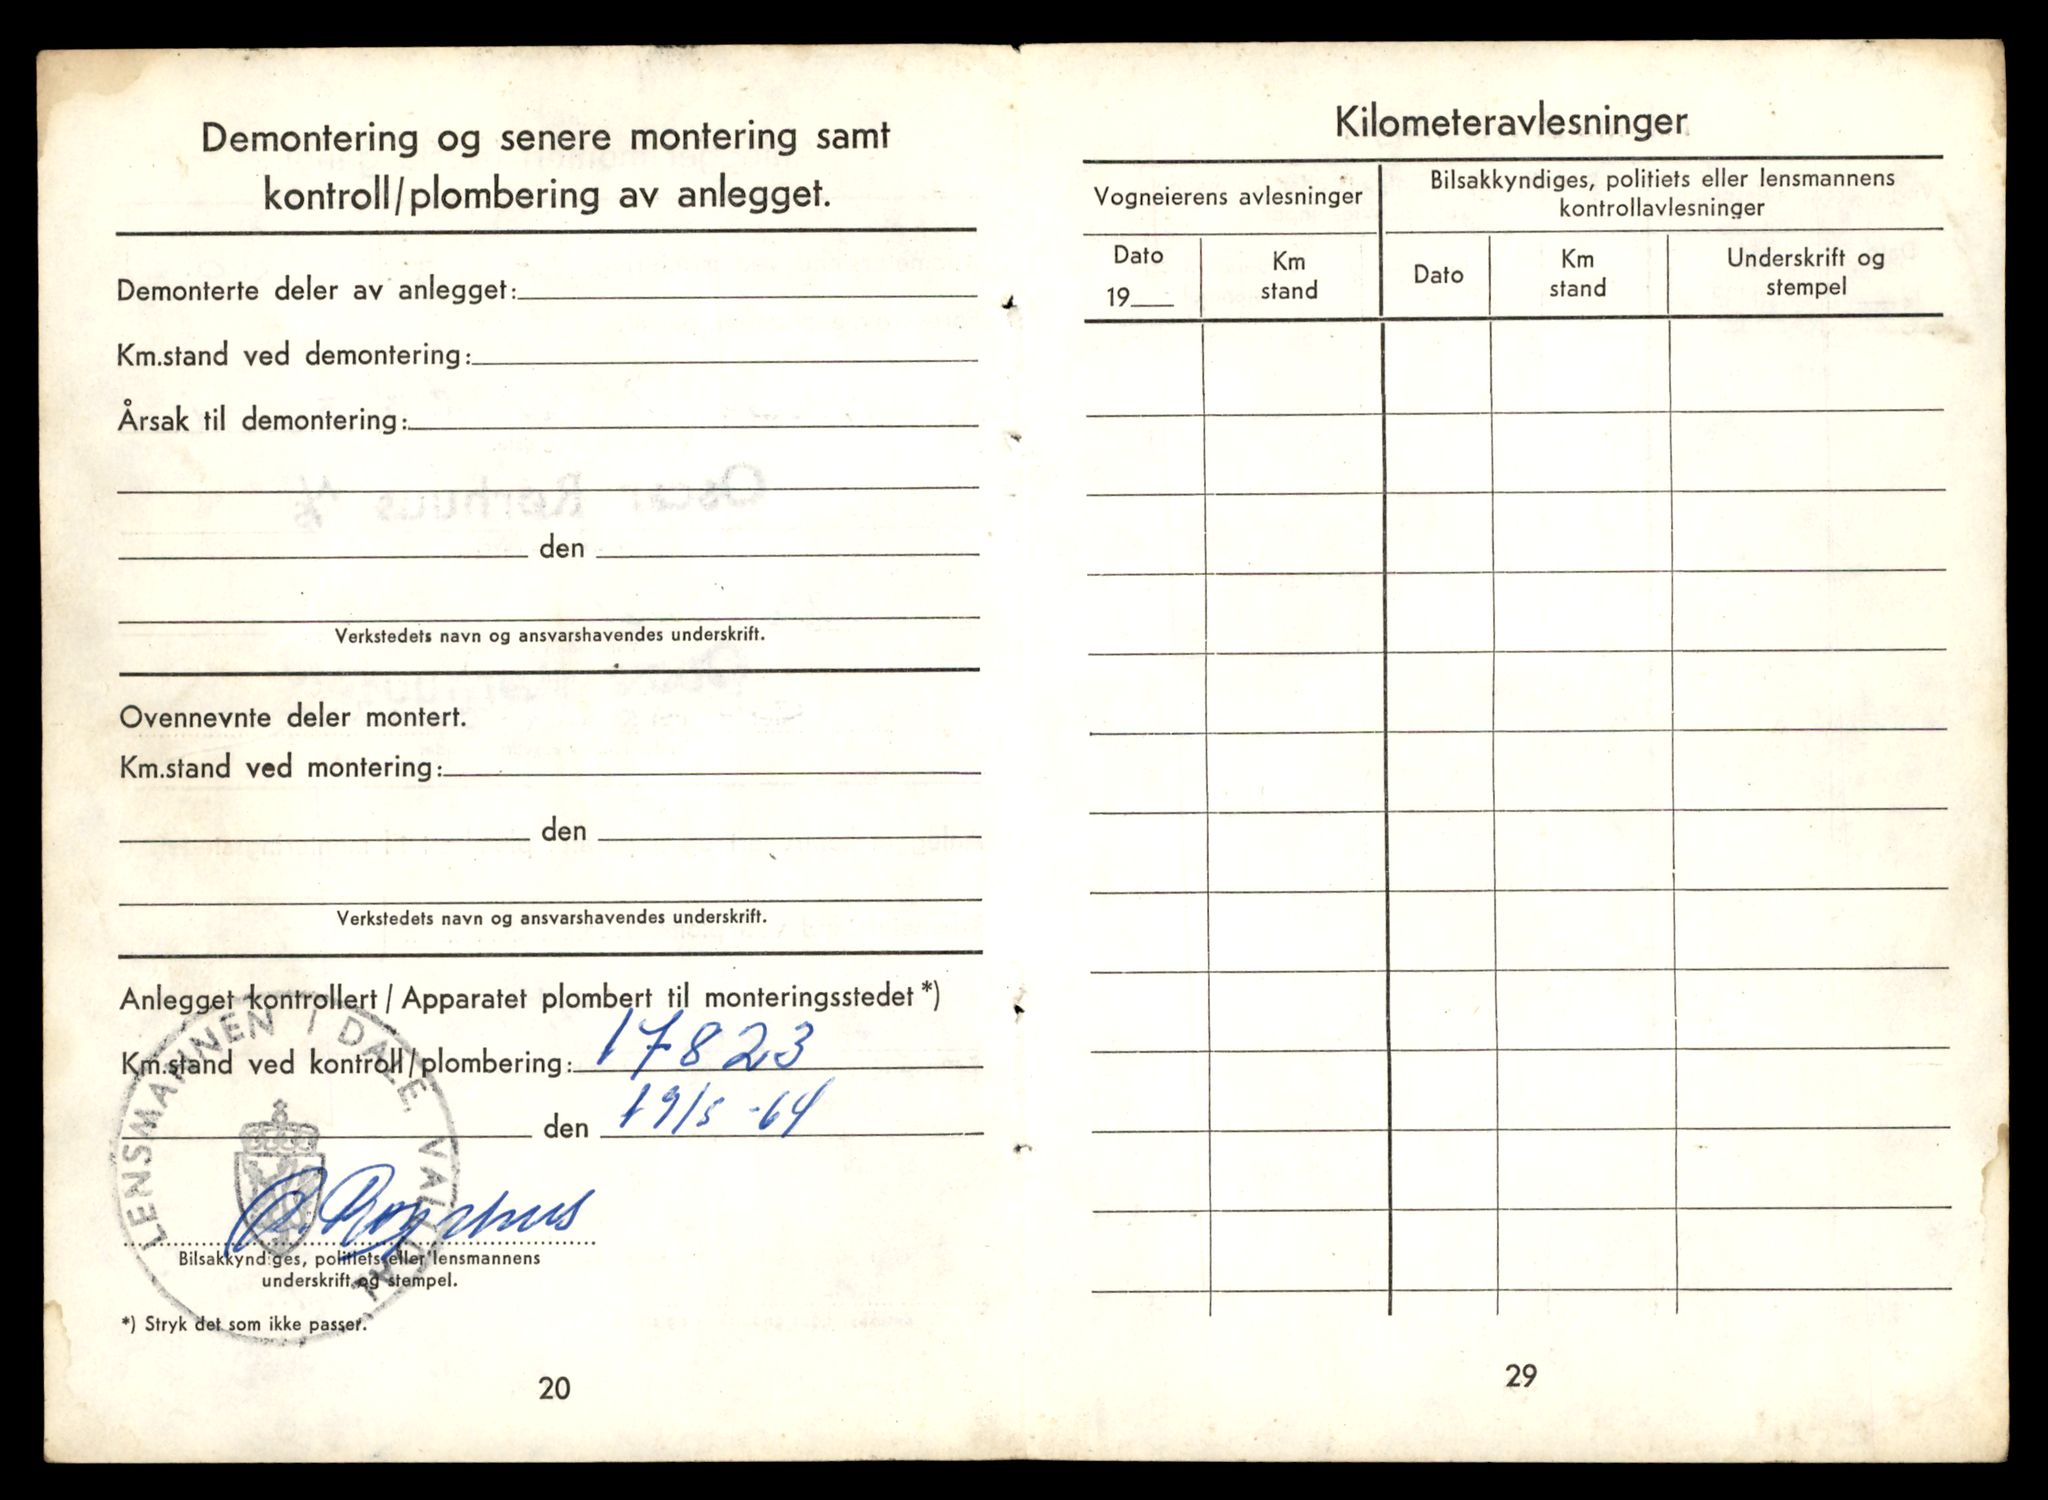 Demontering og senere montering samt
kontroll/plombering av anlegget.
Demonterte deler av anlegget:
Km.stand ved demontering:
Årsak til demontering:
den
Verkstedets navn og ansvarshavendes underskrift.
Ovennevnte deler montert.
Km.stand ved montering:
den
Verkstedets navn og ansvarshavendes underskrift.
Anlegget kontrollert / Apparatet plombert til monteringsstedet *)
Km.stand ved kontroll/plombering: 17823
den 19/5 -64
LENSMANNEN I DALE, VALLDAL
Bilsakkyndiges, politiets eller lensmannens
underskrift og stempel.
*) Stryk det som ikke passer.
20
Kilometeravlesninger
Vogneierens avlesninger
Bilsakkyndiges, politiets eller lensmannens
kontrollavlesninger
Dato
19
Km
stand
Dato
Km
stand
Underskrift og
stempel
29